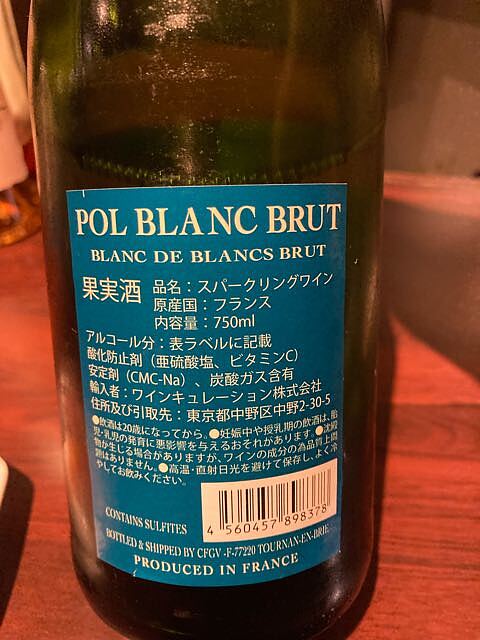 POL BLANC BRUT
BLANC DE BLANCS BRUT
果実酒
品名：スパークリングワイン
原産国：フランス
内容量：750ml
アルコール分：表ラベルに記載
酸化防止剤（亜硫酸塩、ビタミンC）
安定剤（CMC-Na）、炭酸ガス含有
輸入者：ワインキュレーション株式会社
住所及び引取先：東京都中野区中野2-30-5
●飲酒は20歳になってから。●妊娠中や授乳期の飲酒は、胎
児・乳児の発育に悪影響を与えるおそれがあります。●沈殿
物が生じる場合がありますが、ワインの成分の為品質上問
題はありません。●高温・直射日光を避けて保存し、よく冷
やしてお飲みください。
4 560457 898378
CONTAINS SULFITES
BOTTLED & SHIPPED BY CFGV -F-77220 TOURNAN-EN-BRIE
PRODUCED IN FRANCE